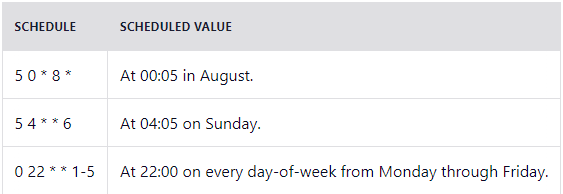 SCHEDULE SCHEDULED VALUE
5 0 * 8 * At 00:05 in August.
5 4 * * 6 At 04:05 on Sunday.
0 22 * * 1-5 At 22:00 on every day-of-week from Monday through Friday.